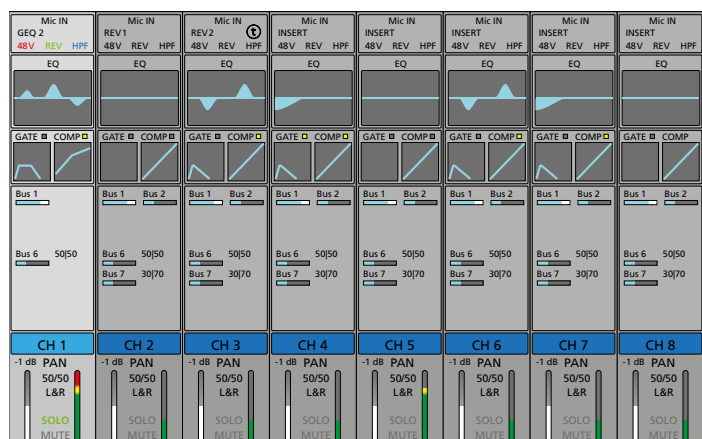 Mic IN Mic IN Mic IN Mic IN Mic IN Mic IN Mic IN Mic IN
GEQ 2 REV1 REV2 t INSERT INSERT INSERT INSERT INSERT
48V REV HPF 48V REV HPF 48V REV HPF 48V REV HPF 48V REV HPF 48V REV HPF 48V REV HPF 48V REV HPF
EQ EQ EQ EQ EQ EQ EQ EQ
GATE COMP GATE COMP GATE COMP GATE COMP GATE COMP GATE COMP GATE COMP GATE COMP
Bus 1 Bus 1 Bus 2 Bus 1 Bus 2 Bus 1 Bus 2 Bus 1 Bus 2 Bus 1 Bus 2 Bus 1 Bus 2 Bus 1 Bus 2
Bus 6 50|50 Bus 6 50|50 Bus 6 50|50 Bus 6 50|50 Bus 6 50|50 Bus 6 50|50 Bus 6 50|50 Bus 6 50|50
Bus 7 30|70 Bus 7 30|70 Bus 7 30|70 Bus 7 30|70 Bus 7 30|70 Bus 7 30|70 Bus 7 30|70
CH 1 CH 2 CH 3 CH 4 CH 5 CH 6 CH 7 CH 8
-1 dB PAN -1 dB PAN -1 dB PAN -1 dB PAN -1 dB PAN -1 dB PAN -1 dB PAN -1 dB PAN
50/50 50/50 50/50 50/50 50/50 50/50 50/50 50/50
L&R L&R L&R L&R L&R L&R L&R L&R
SOLO SOLO SOLO SOLO SOLO SOLO SOLO SOLO
MUTE MUTE MUTE MUTE MUTE MUTE MUTE MUTE